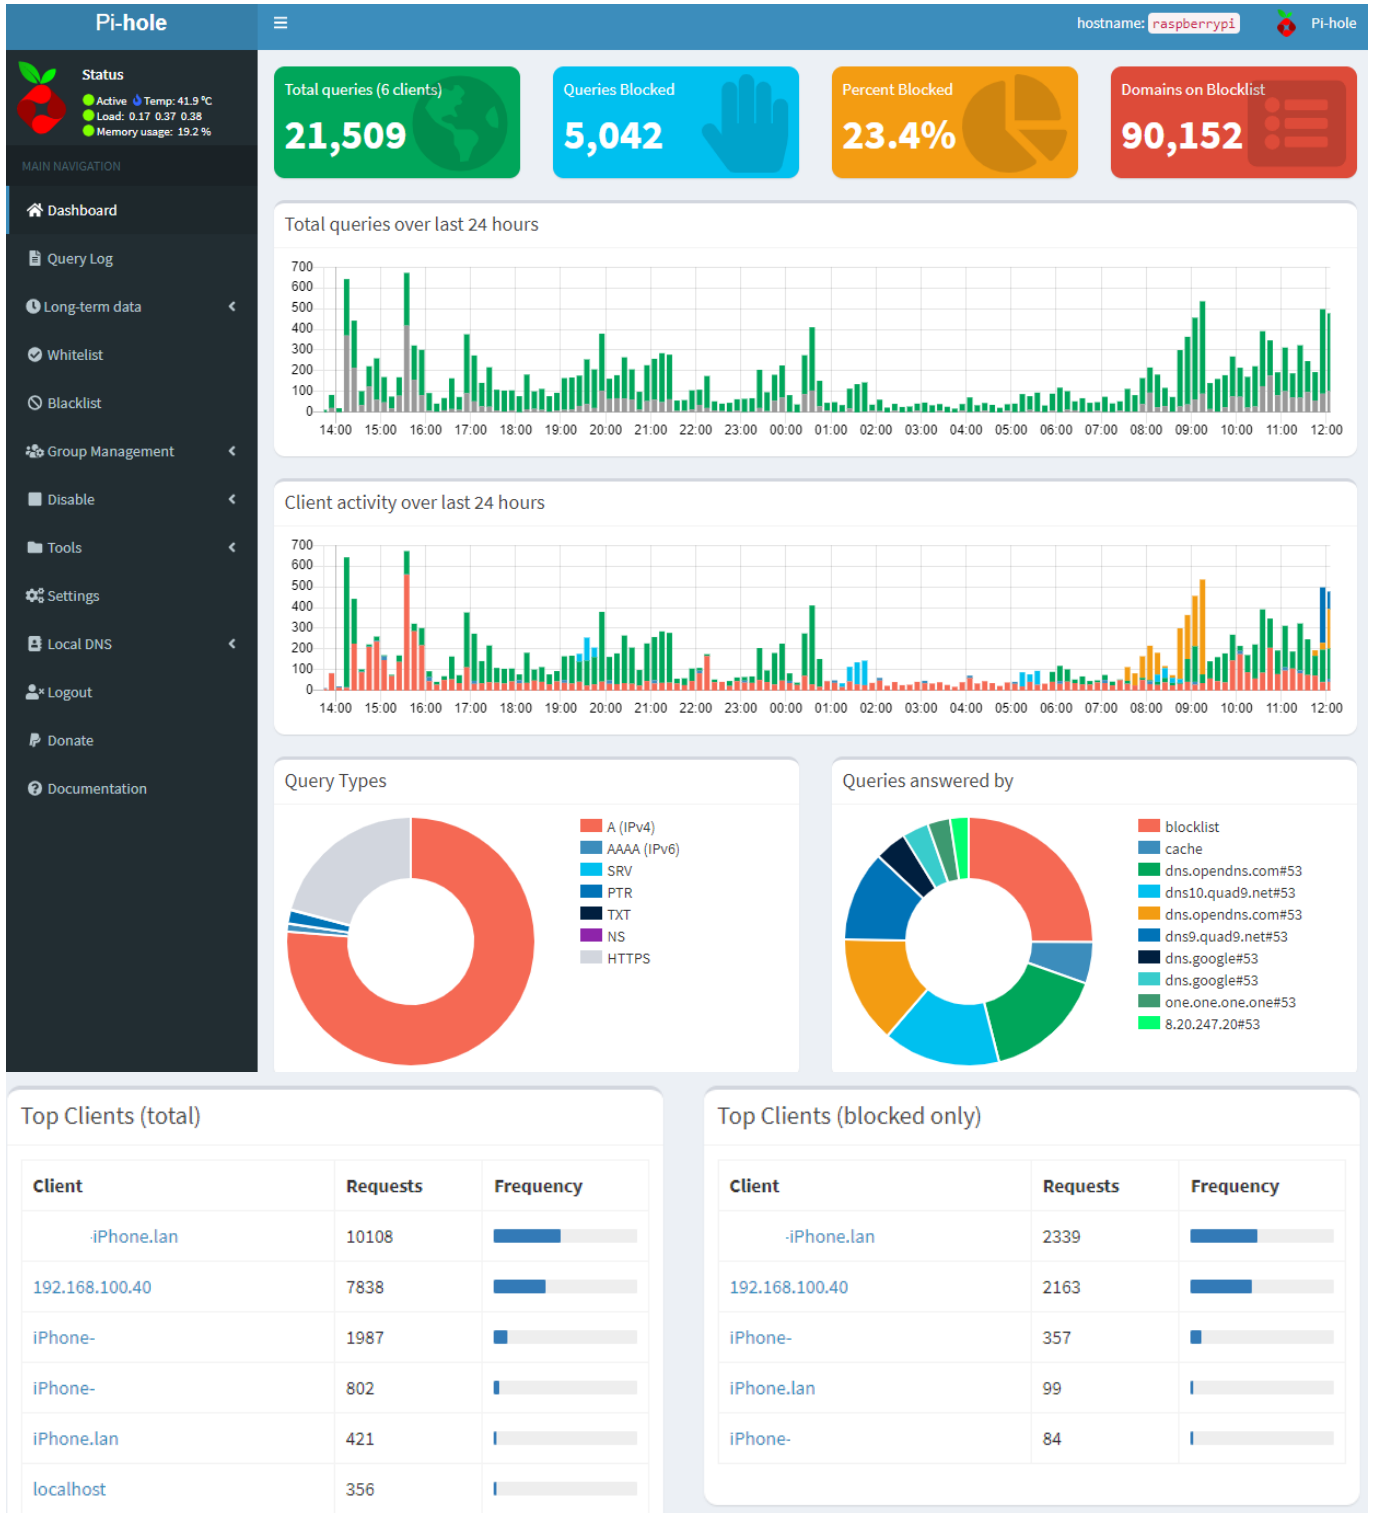 Pi-hole
hostname: raspberrypi
Pi-hole
Status
Active Temp: 41.9 °C
Load: 0.17 0.37 0.38
Memory usage: 19.2 %
MAIN NAVIGATION
Dashboard
Query Log
Long-term data
Whitelist
Blacklist
Group Management
Disable
Tools
Settings
Local DNS
Logout
Donate
Documentation
Total queries (6 clients)
21,509
Queries Blocked
5,042
Percent Blocked
23.4%
Domains on Blocklist
90,152
Total queries over last 24 hours
700
600
500
400
300
200
100
0
14:00 15:00 16:00 17:00 18:00 19:00 20:00 21:00 22:00 23:00 00:00 01:00 02:00 03:00 04:00 05:00 06:00 07:00 08:00 09:00 10:00 11:00 12:00
Client activity over last 24 hours
700
600
500
400
300
200
100
0
14:00 15:00 16:00 17:00 18:00 19:00 20:00 21:00 22:00 23:00 00:00 01:00 02:00 03:00 04:00 05:00 06:00 07:00 08:00 09:00 10:00 11:00 12:00
Query Types
A (IPv4)
AAAA (IPv6)
SRV
PTR
TXT
NS
HTTPS
Queries answered by
blocklist
cache
dns.opendns.com#53
dns10.quad9.net#53
dns.opendns.com#53
dns9.quad9.net#53
dns.google#53
dns.google#53
one.one.one.one#53
8.20.247.20#53
Top Clients (total)
Client Requests Frequency
-iPhone.lan 10108
192.168.100.40 7838
iPhone- 1987
iPhone- 802
iPhone.lan 421
localhost 356
Top Clients (blocked only)
Client Requests Frequency
-iPhone.lan 2339
192.168.100.40 2163
iPhone- 357
iPhone.lan 99
iPhone- 84